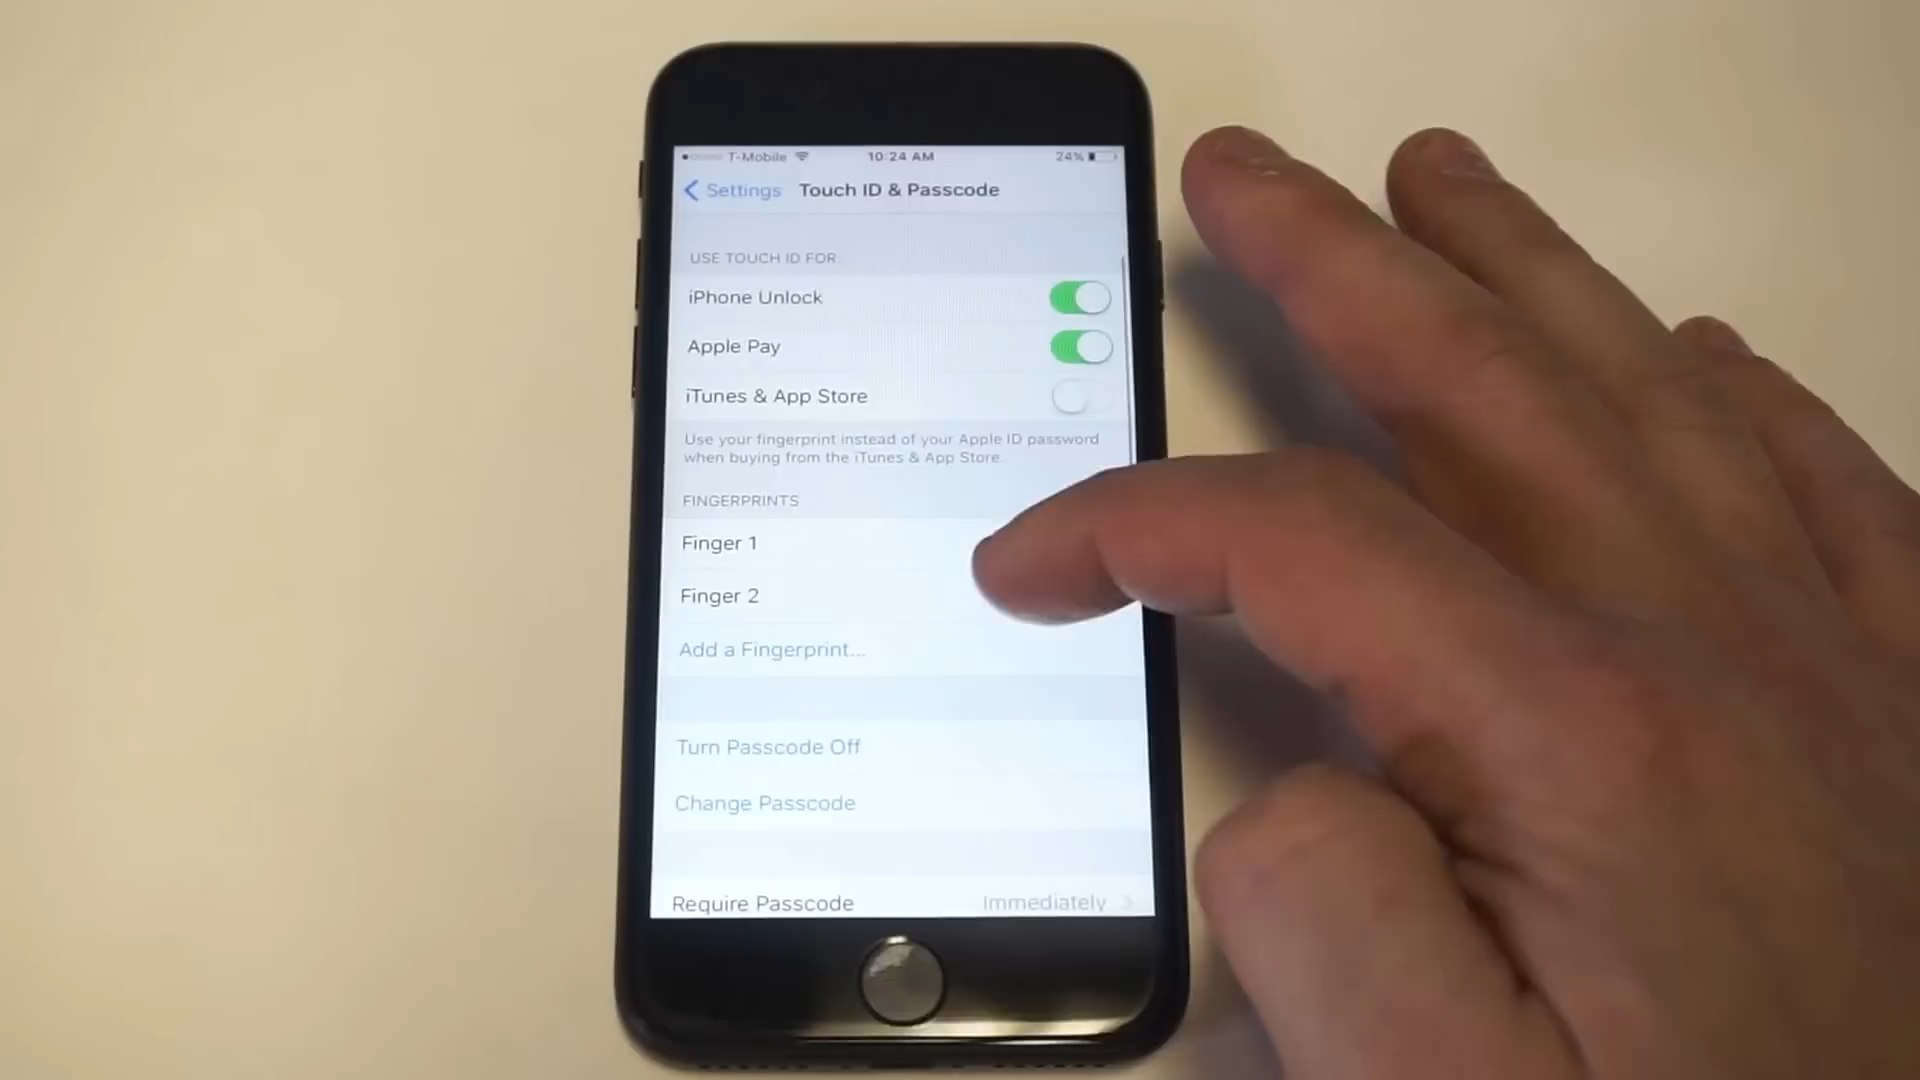 T-Mobile 10:24 AM 24%
Settings Touch ID & Passcode
USE TOUCH ID FOR:
iPhone Unlock
Apple Pay
iTunes & App Store
Use your fingerprint instead of your Apple ID password
when buying from the iTunes & App Store.
FINGERPRINTS
Finger 1
Finger 2
Add a Fingerprint...
Turn Passcode Off
Change Passcode
Require Passcode Immediately